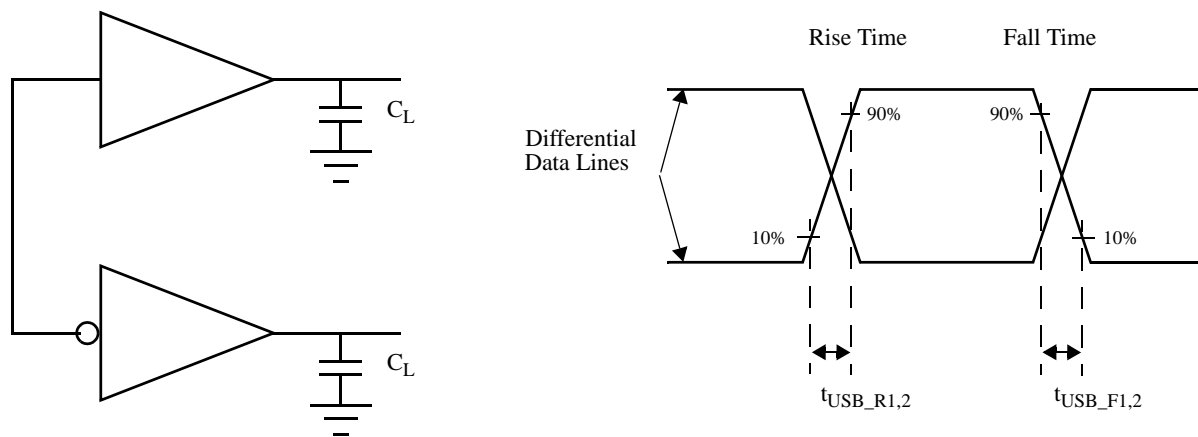 Rise Time
Fall Time
C_L
90%
90%
Differential
Data Lines
10%
10%
C_L
t_USB_R1,2
t_USB_F1,2